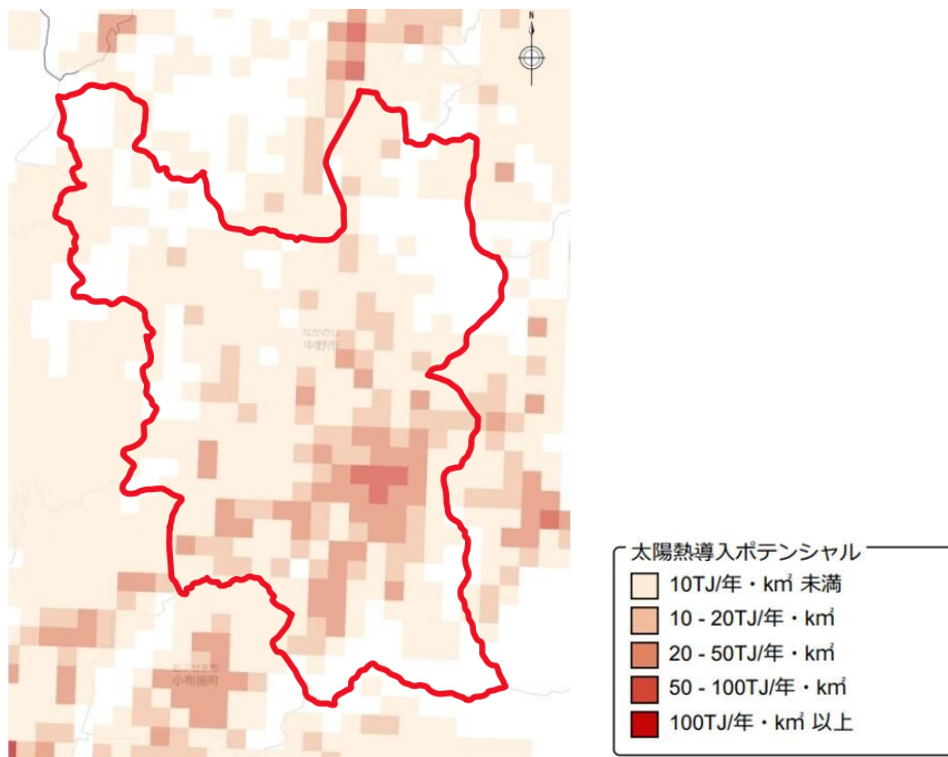 N
なかのし
中野市
おぶせまち
小布施町
太陽熱導入ポテンシャル
10TJ/年・㎢ 未満
10 - 20TJ/年・㎢
20 - 50TJ/年・㎢
50 - 100TJ/年・㎢
100TJ/年・㎢ 以上